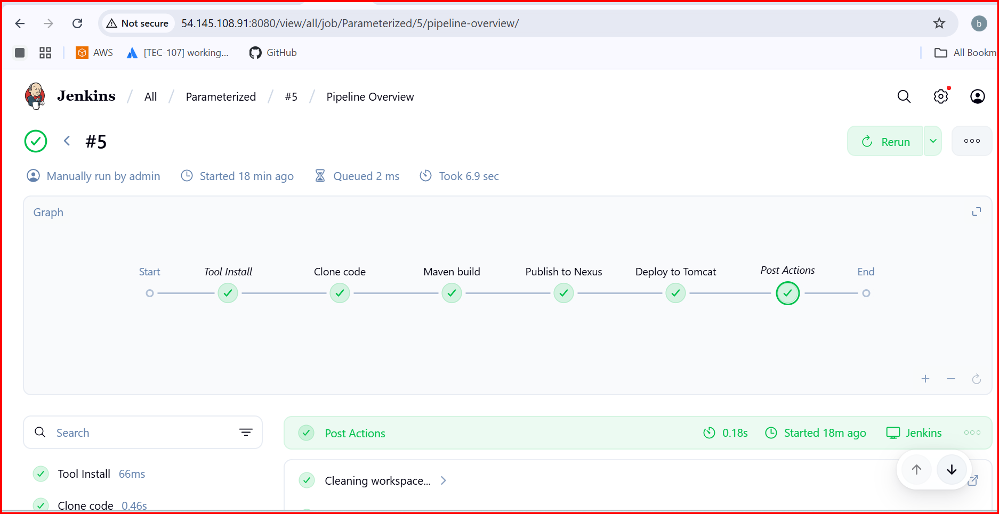 Not secure 54.145.108.91:8080/view/all/job/Parameterized/5/pipeline-overview/ b
AWS [TEC-107] working... GitHub All Bookm
Jenkins / All / Parameterized / #5 / Pipeline Overview
#5 Rerun
Manually run by admin Started 18 min ago Queued 2 ms Took 6.9 sec
Graph
Start Tool Install Clone code Maven build Publish to Nexus Deploy to Tomcat Post Actions End
Search
Post Actions 0.18s Started 18m ago Jenkins
Tool Install 66ms
Cleaning workspace...
Clone code 0.46s